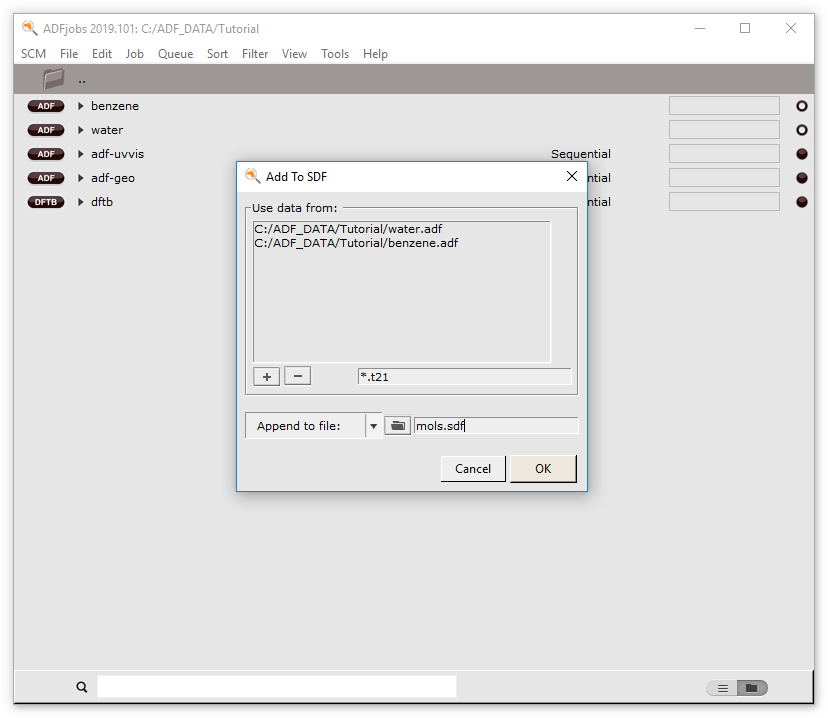 ADFjobs 2019.101: C:/ADF_DATA/Tutorial
SCM File Edit Job Queue Sort Filter View Tools Help
..
ADF benzene
ADF water
ADF adf-uvvis Sequential
ADF adf-geo ntial
DFTB dftb ntial
Add To SDF
Use data from:
C:/ADF_DATA/Tutorial/water.adf
C:/ADF_DATA/Tutorial/benzene.adf
+ − *.t21
Append to file: mols.sdf
Cancel OK